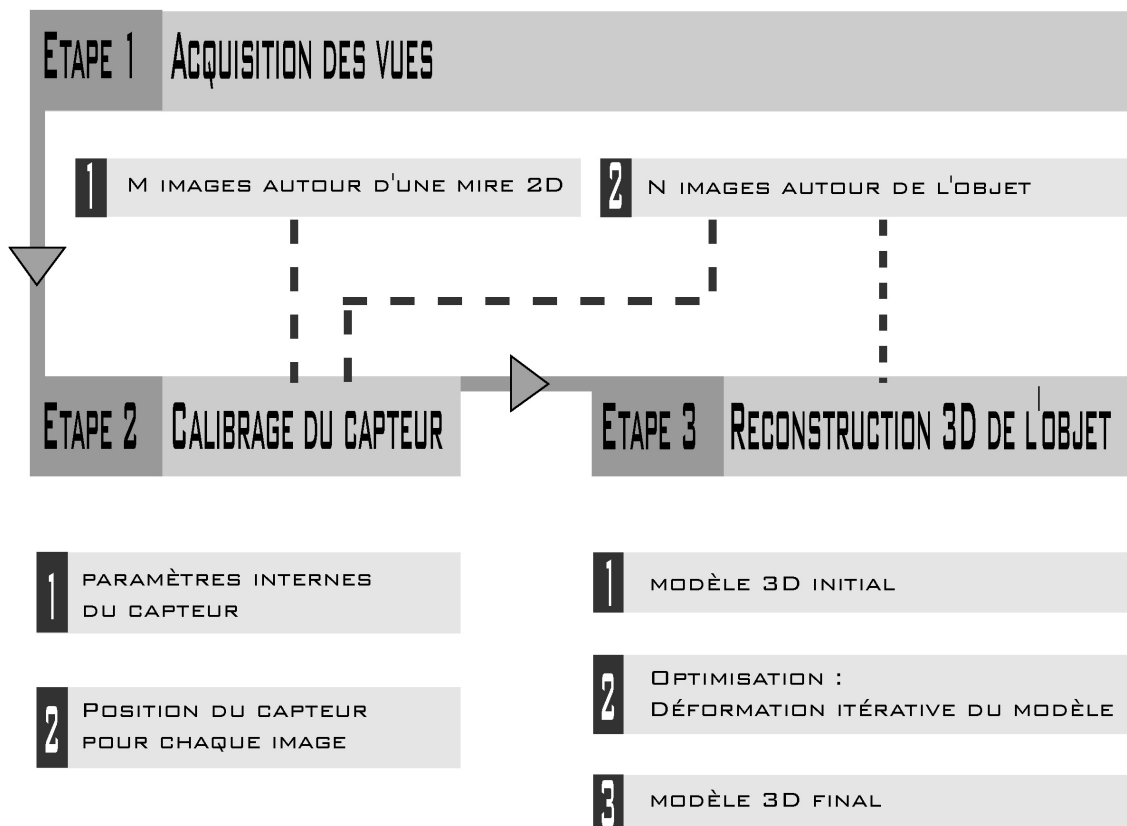 ETAPE 1 ACQUISITION DES VUES
1 M IMAGES AUTOUR D'UNE MIRE 2D
2 N IMAGES AUTOUR DE L'OBJET
ETAPE 2 CALIBRAGE DU CAPTEUR
ETAPE 3 RECONSTRUCTION 3D DE L'OBJET
1 PARAMÈTRES INTERNES
DU CAPTEUR
2 POSITION DU CAPTEUR
POUR CHAQUE IMAGE
1 MODÈLE 3D INITIAL
2 OPTIMISATION :
DÉFORMATION ITÉRATIVE DU MODÈLE
3 MODÈLE 3D FINAL